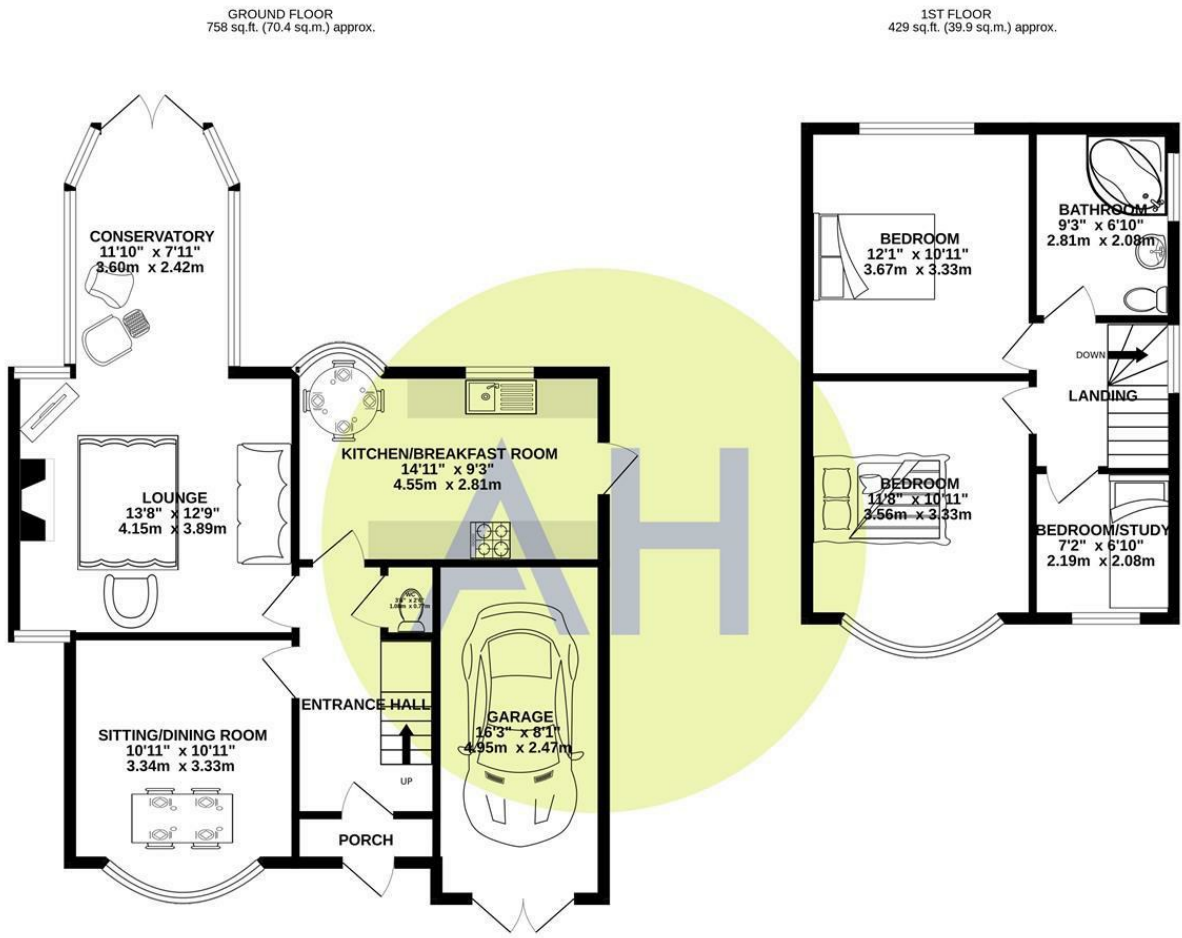 GROUND FLOOR
758 sq.ft. (70.4 sq.m.) approx.
1ST FLOOR
429 sq.ft. (39.9 sq.m.) approx.
CONSERVATORY
11'10" x 7'11"
3.60m x 2.42m
LOUNGE
13'8" x 12'9"
4.15m x 3.89m
KITCHEN/BREAKFAST ROOM
14'11" x 9'3"
4.55m x 2.81m
WC
SITTING/DINING ROOM
10'11" x 10'11"
3.34m x 3.33m
ENTRANCE HALL
UP
PORCH
GARAGE
16'3" x 8'1"
4.95m x 2.47m
AH
BEDROOM
12'1" x 10'11"
3.67m x 3.33m
BATHROOM
9'3" x 6'10"
2.81m x 2.08m
DOWN
LANDING
BEDROOM
11'8" x 10'11"
3.56m x 3.33m
BEDROOM/STUDY
7'2" x 6'10"
2.19m x 2.08m